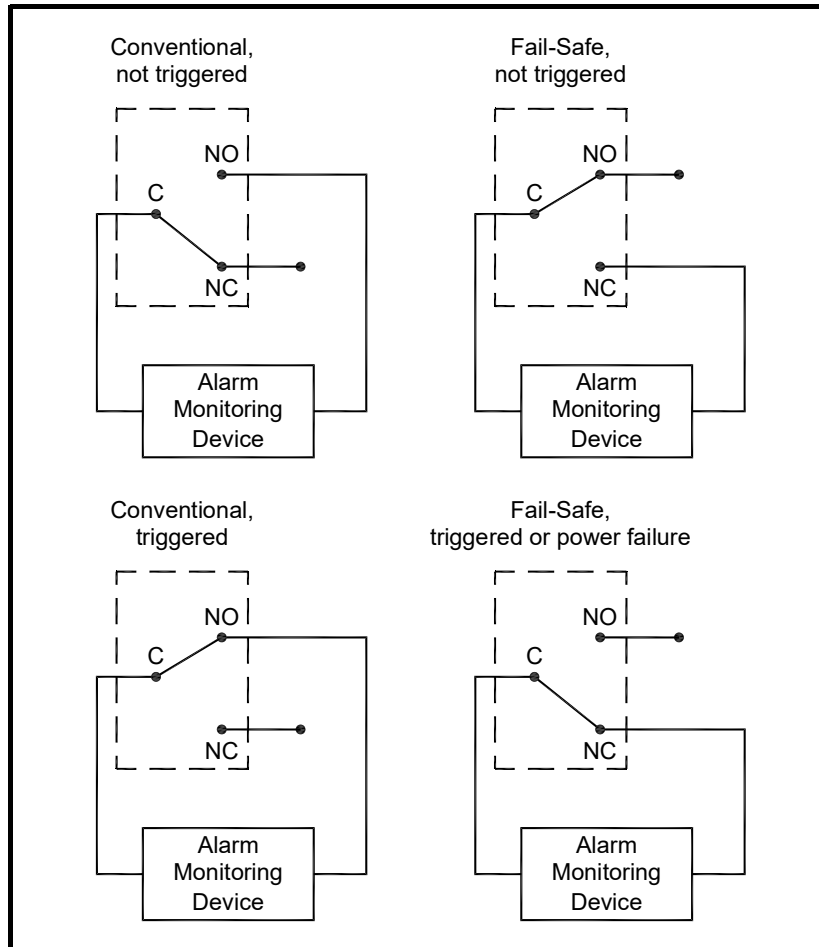 Conventional,
not triggered
NO
C
NC
Alarm
Monitoring
Device
Fail-Safe,
not triggered
NO
C
NC
Alarm
Monitoring
Device
Conventional,
triggered
NO
C
NC
Alarm
Monitoring
Device
Fail-Safe,
triggered or power failure
NO
C
NC
Alarm
Monitoring
Device